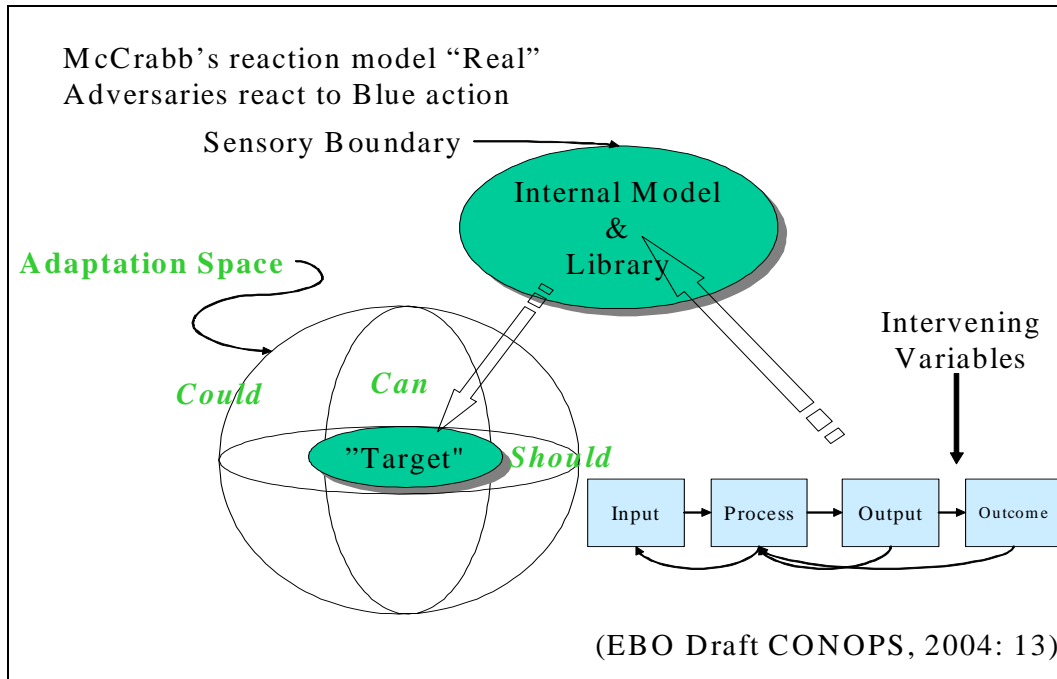 McCrabb's reaction model “Real”
Adversaries react to Blue action
Sensory Boundary
Internal Model
&
Library
Adaptation Space
Could
Can
Should
”Target"
Intervening
Variables
Input
Process
Output
Outcome
(EBO Draft CONOPS, 2004: 13)